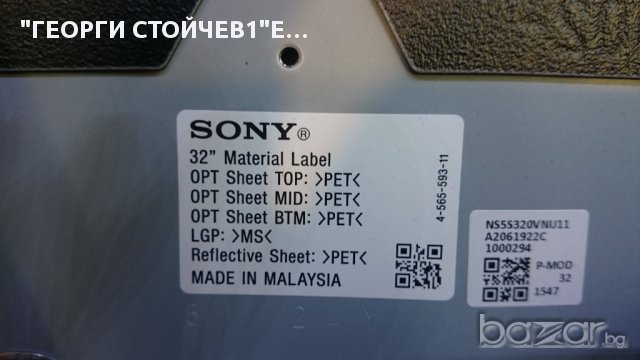 "ГЕОРГИ СТОЙЧЕВ1"Е...
SONY®
32” Material Label
OPT Sheet TOP: >PET<
OPT Sheet MID: >PET<
OPT Sheet BTM: >PET<
LGP: >MS<
Reflective Sheet: >PET<
MADE IN MALAYSIA
4-565-593-11
NS5S320VNU11
A2061922C
1000294
P-MOD
32
1547
bazar.bg